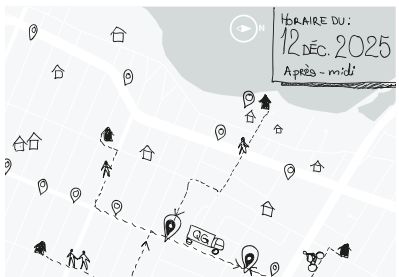 HORAIRE DU:
12 DÉC. 2025
Après-midi
N
QG